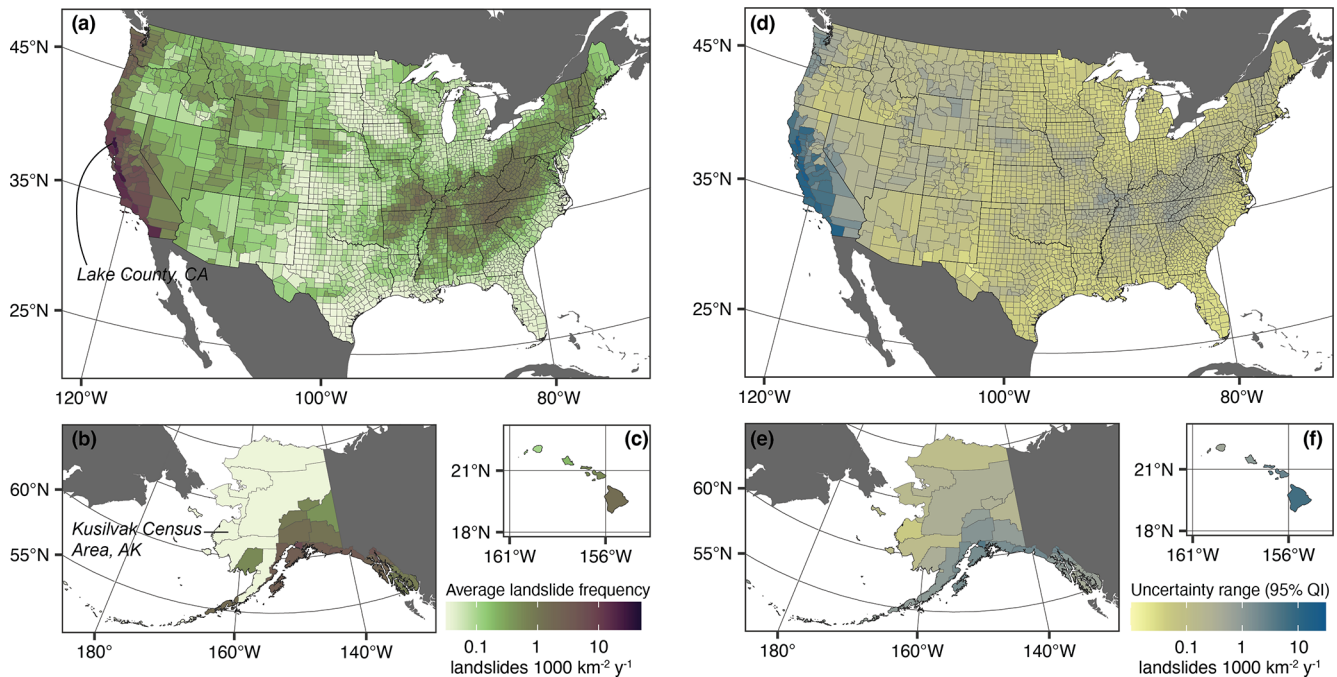 (a)
45°N
35°N
25°N
Lake County, CA
120°W
100°W
80°W
(b)
60°N
55°N
Kusilvak Census
Area, AK
180°
160°W
140°W
(c)
21°N
18°N
161°W
156°W
Average landslide frequency
0.1
1
10
landslides 1000 km⁻² y⁻¹
(d)
45°N
35°N
25°N
120°W
100°W
80°W
(e)
60°N
55°N
180°
160°W
140°W
(f)
21°N
18°N
161°W
156°W
Uncertainty range (95% QI)
0.1
1
10
landslides 1000 km⁻² y⁻¹